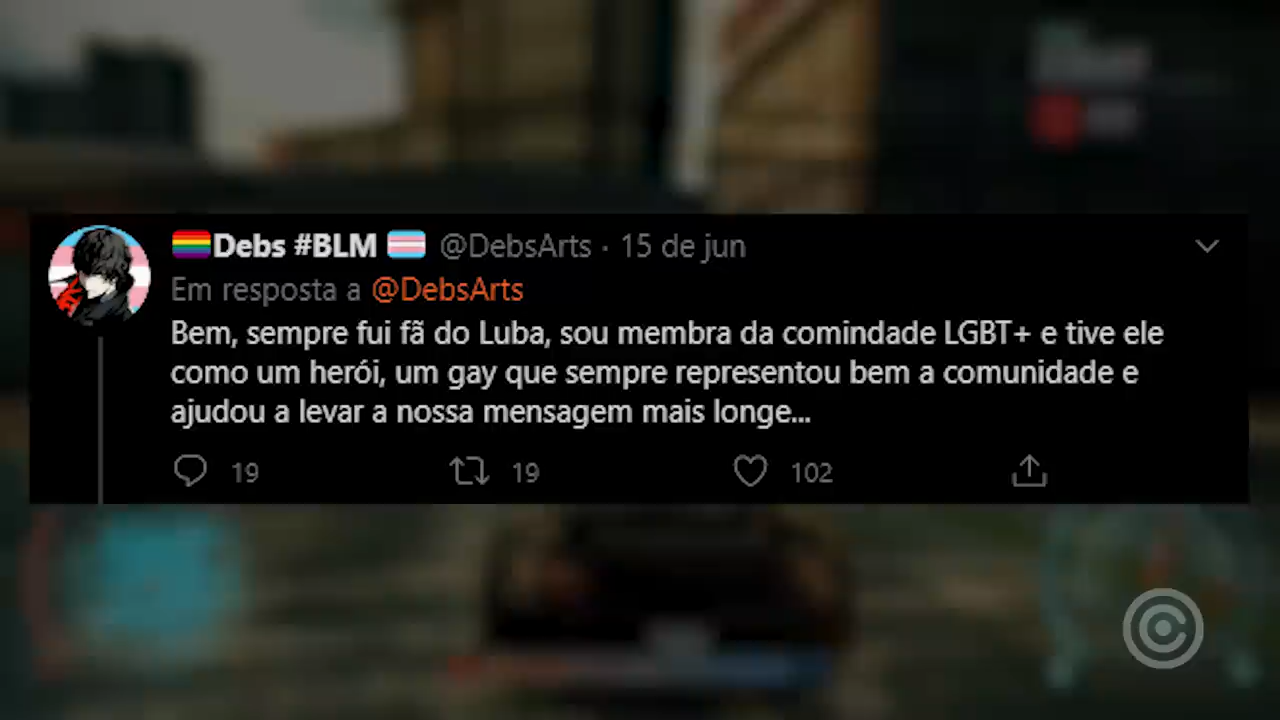 Debs #BLM @DebsArts · 15 de jun
Em resposta a @DebsArts
Bem, sempre fui fã do Luba, sou membra da comindade LGBT+ e tive ele
como um herói, um gay que sempre representou bem a comunidade e
ajudou a levar a nossa mensagem mais longe...
19 19 102